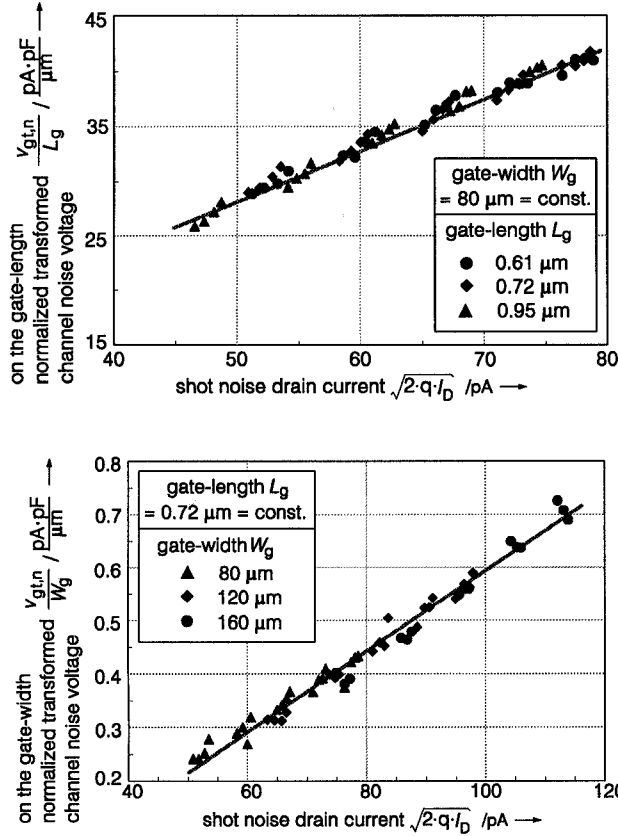 on the gate-length
normalized transformed
channel noise voltage
v_gt,n / L_g / pA·pF / µm
45
35
25
15
40
50
60
70
80
shot noise drain current √2·q·I_D /pA
gate-width Wg
= 80 µm = const.
gate-length Lg
0.61 µm
0.72 µm
0.95 µm
on the gate-width
normalized transformed
channel noise voltage
v_gt,n / W_g / pA·pF / µm
0.8
0.7
0.6
0.5
0.4
0.3
0.2
40
60
80
100
120
shot noise drain current √2·q·I_D /pA
gate-length Lg
= 0.72 µm = const.
gate-width Wg
80 µm
120 µm
160 µm